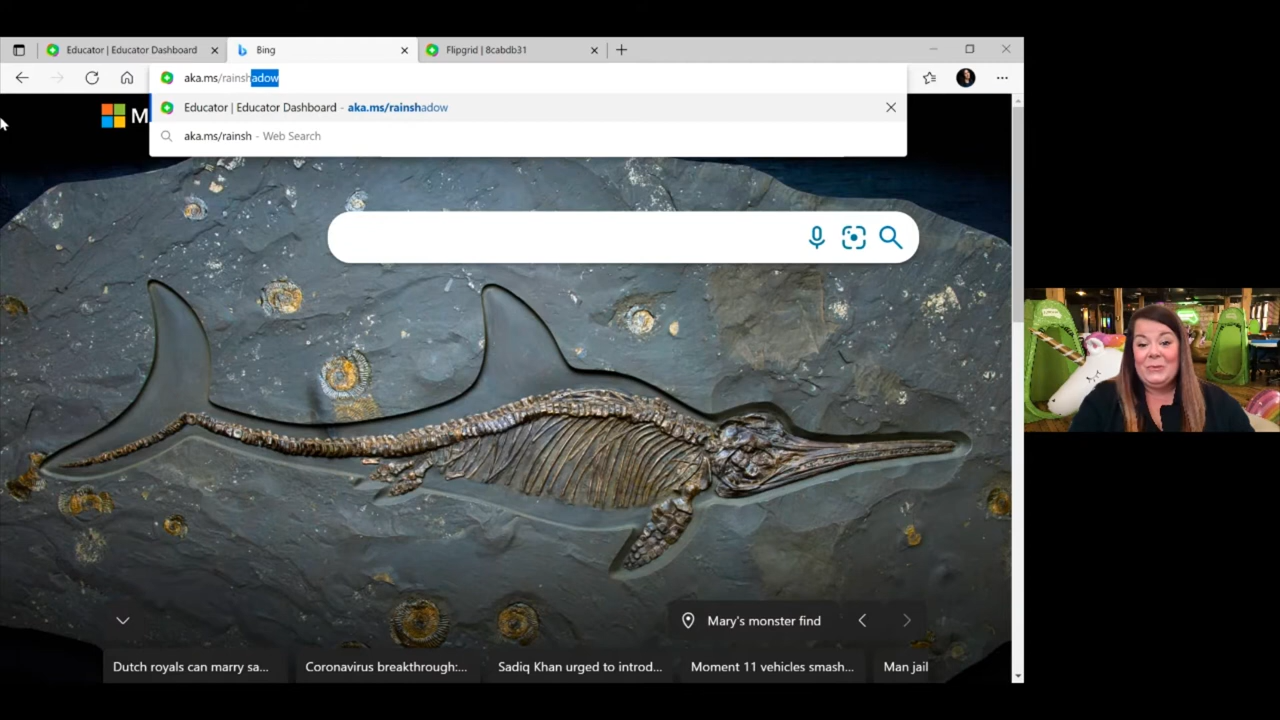 Educator | Educator Dashboard
Bing
Flipgrid | 8cabdb31
aka.ms/rainshadow
Educator | Educator Dashboard - aka.ms/rainshadow
aka.ms/rainsh - Web Search
M
Mary's monster find
Dutch royals can marry sa...
Coronavirus breakthrough:...
Sadiq Khan urged to introd...
Moment 11 vehicles smash...
Man jail